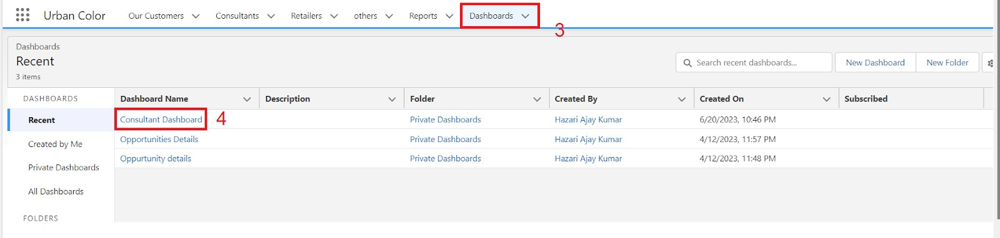 Urban Color Our Customers Consultants Retailers others Reports Dashboards
3
Dashboards
Recent
3 items
Search recent dashboards... New Dashboard New Folder
DASHBOARDS
Recent
Created by Me
Private Dashboards
All Dashboards
FOLDERS
Dashboard Name Description Folder Created By Created On Subscribed
Consultant Dashboard 4 Private Dashboards Hazari Ajay Kumar 6/20/2023, 10:46 PM
Opportunities Details Private Dashboards Hazari Ajay Kumar 4/12/2023, 11:57 PM
Oppurtunity details Private Dashboards Hazari Ajay Kumar 4/12/2023, 11:48 PM